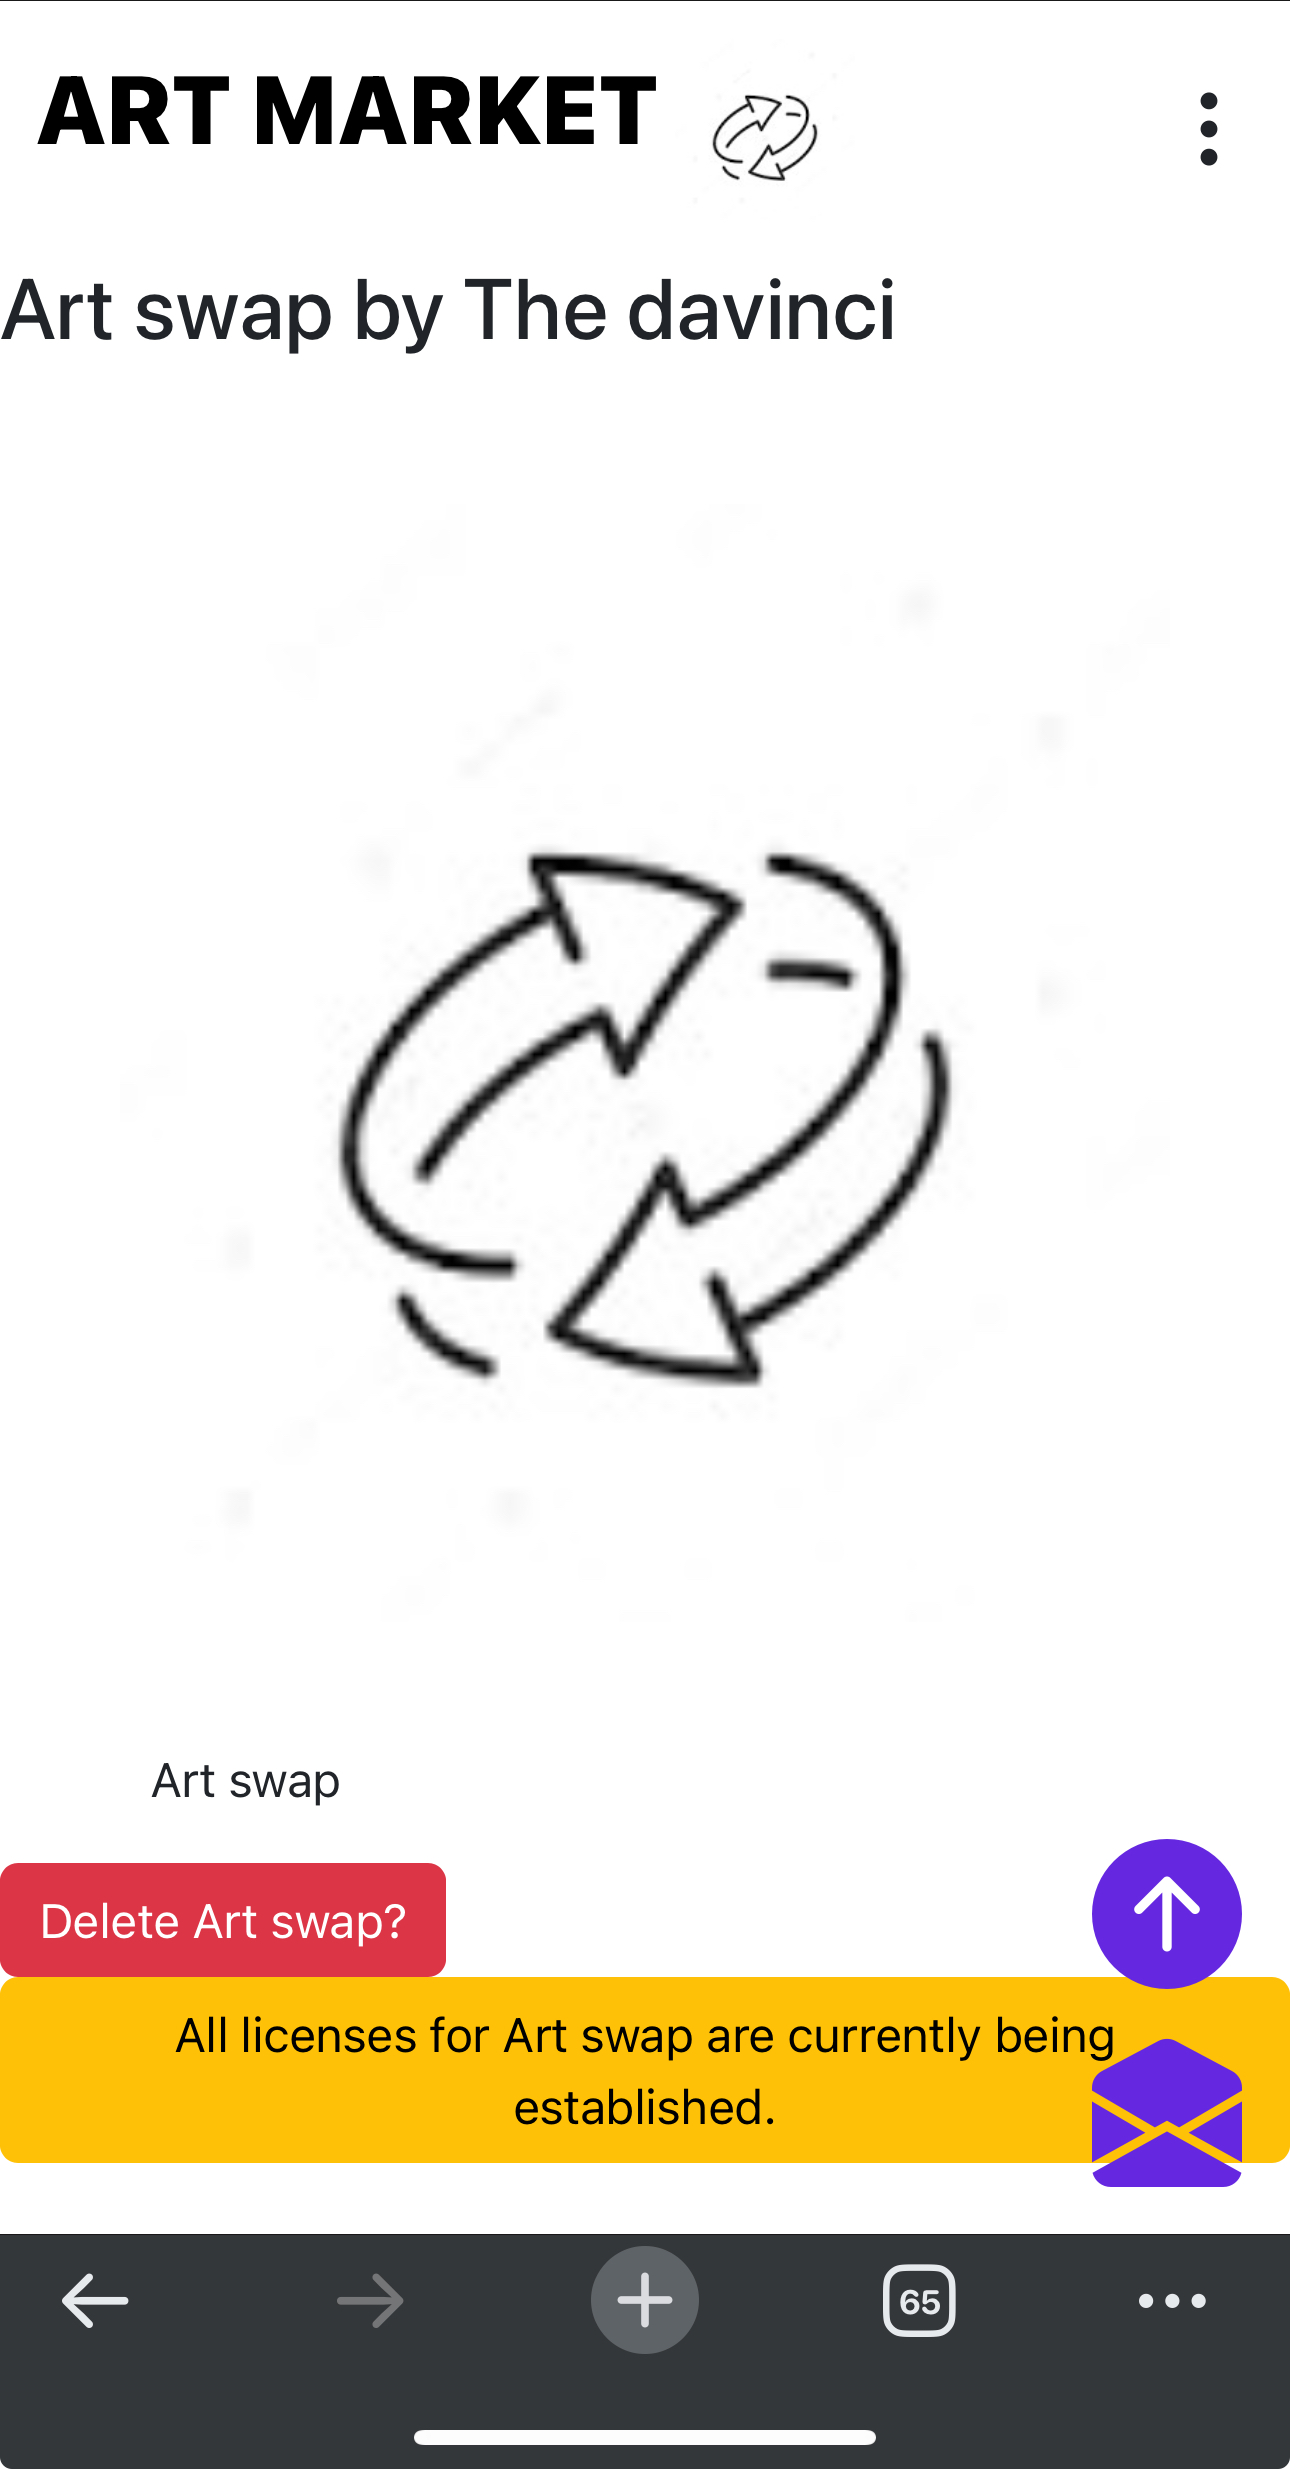 ART MARKET
Art swap by The davinci
Art swap
Delete Art swap?
All licenses for Art swap are currently being
established.
65